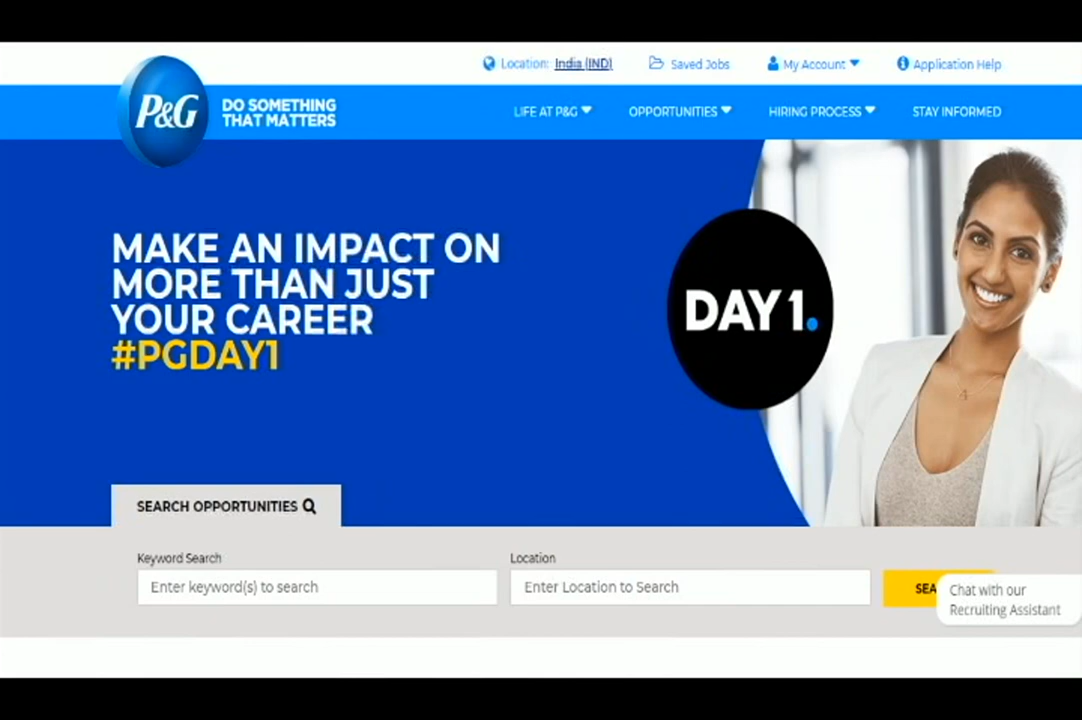 Location: India (IND)
Saved Jobs
My Account
Application Help
P&G
DO SOMETHING
THAT MATTERS
LIFE AT P&G
OPPORTUNITIES
HIRING PROCESS
STAY INFORMED
MAKE AN IMPACT ON
MORE THAN JUST
YOUR CAREER
#PGDAY1
DAY 1.
SEARCH OPPORTUNITIES
Keyword Search
Location
Enter keyword(s) to search
Enter Location to Search
SEA
Chat with our
Recruiting Assistant